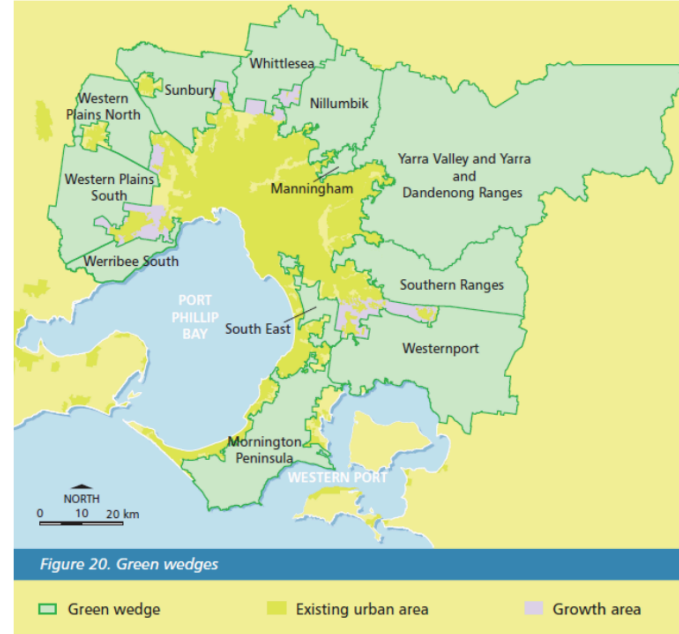 Whittlesea
Sunbury
Nillumbik
Western
Plains North
Yarra Valley and Yarra
and
Dandenong Ranges
Manningham
Western Plains
South
Werribee South
Southern Ranges
PORT
PHILLIP
BAY
South East
Westernport
Mornington
Peninsula
WESTERN PORT
NORTH
0 10 20 km
Figure 20. Green wedges
Green wedge
Existing urban area
Growth area